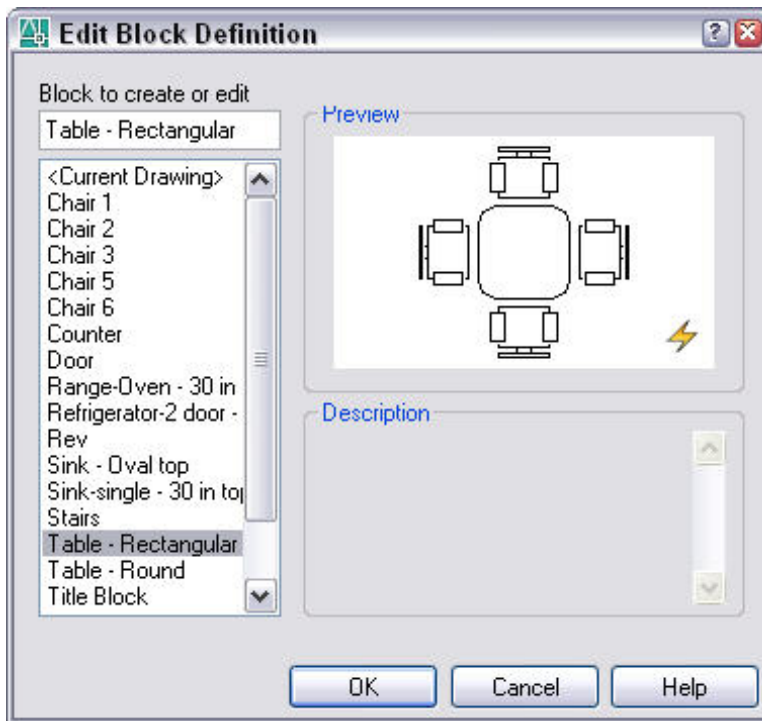 Edit Block Definition
Block to create or edit
Table - Rectangular
<Current Drawing>
Chair 1
Chair 2
Chair 3
Chair 5
Chair 6
Counter
Door
Range-Oven - 30 in
Refrigerator-2 door -
Rev
Sink - Oval top
Sink-single - 30 in top
Stairs
Table - Rectangular
Table - Round
Title Block
Preview
Description
OK
Cancel
Help